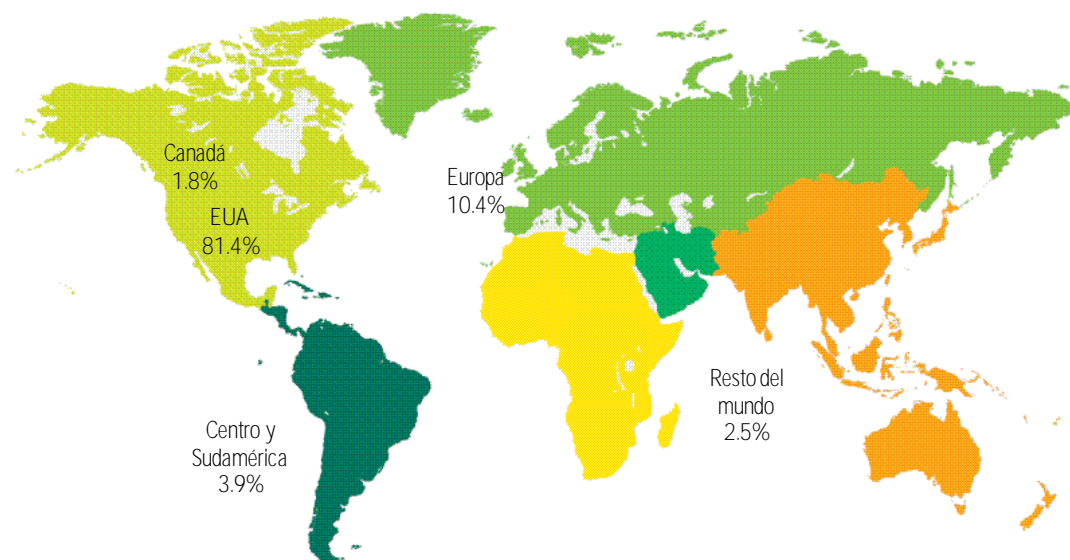 Canadá
1.8%
EUA
81.4%
Europa
10.4%
Centro y
Sudamérica
3.9%
Resto del
mundo
2.5%